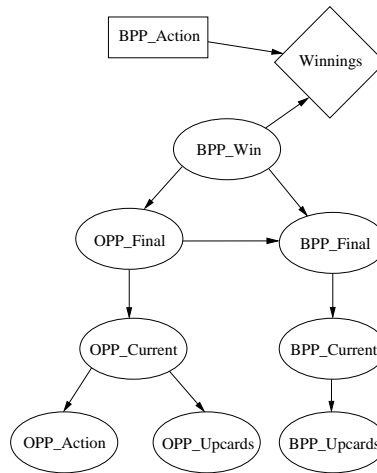 BPP_Action
Winnings
BPP_Win
OPP_Final
BPP_Final
OPP_Current
BPP_Current
OPP_Action
OPP_Upcards
BPP_Upcards